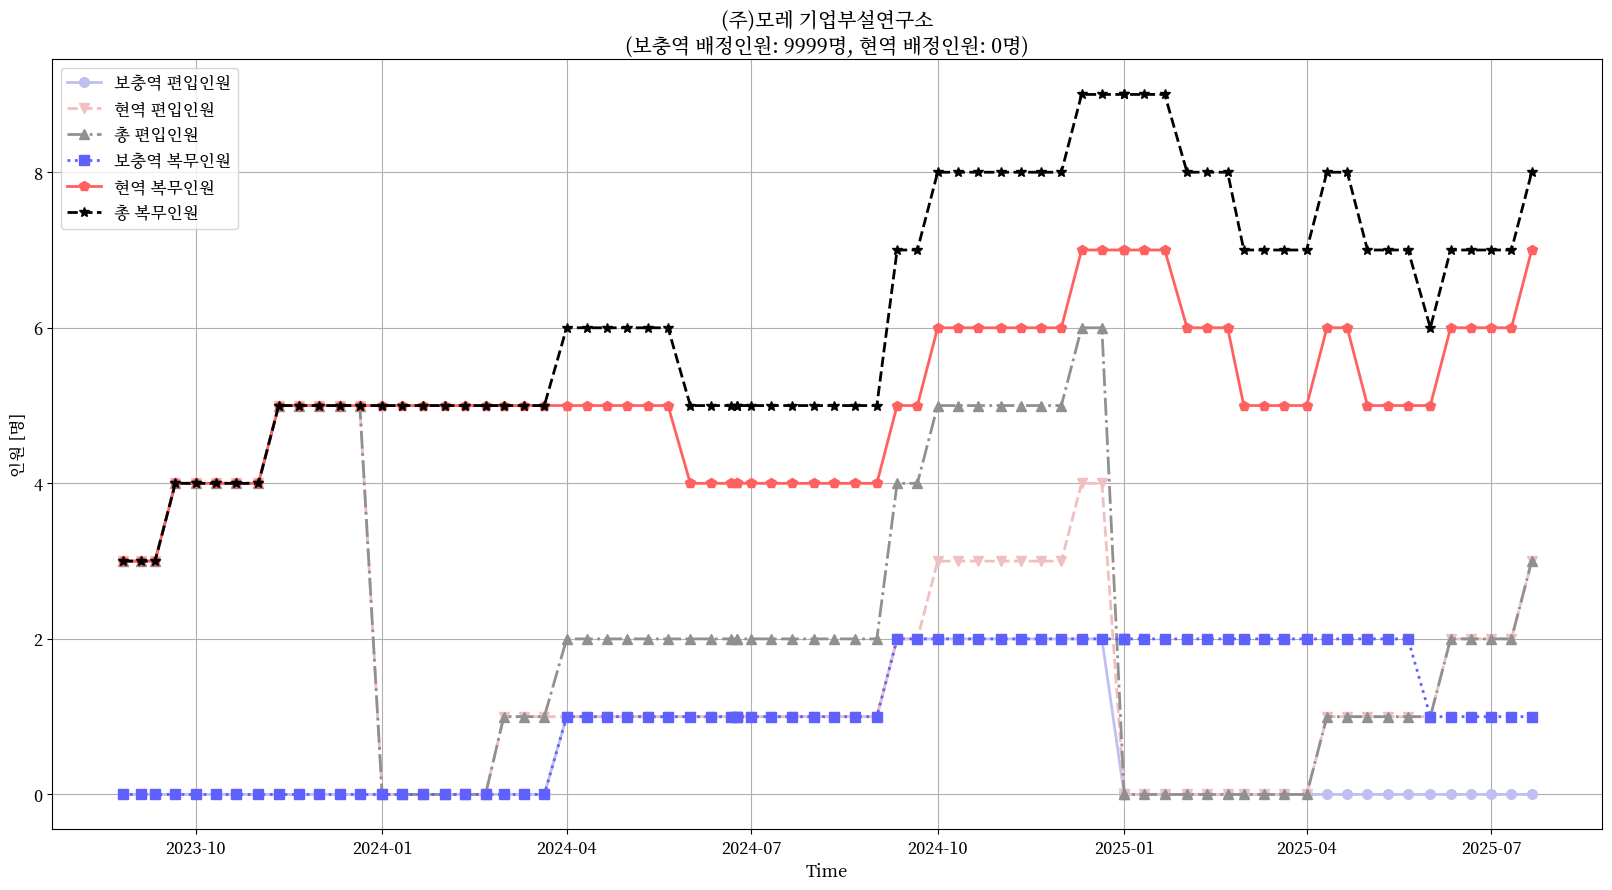 (주)모레 기업부설연구소
(보충역 배정인원: 9999명, 현역 배정인원: 0명)
보충역 편입인원
현역 편입인원
총 편입인원
보충역 복무인원
현역 복무인원
총 복무인원
인원 [명]
8
6
4
2
0
2023-10
2024-01
2024-04
2024-07
2024-10
2025-01
2025-04
2025-07
Time